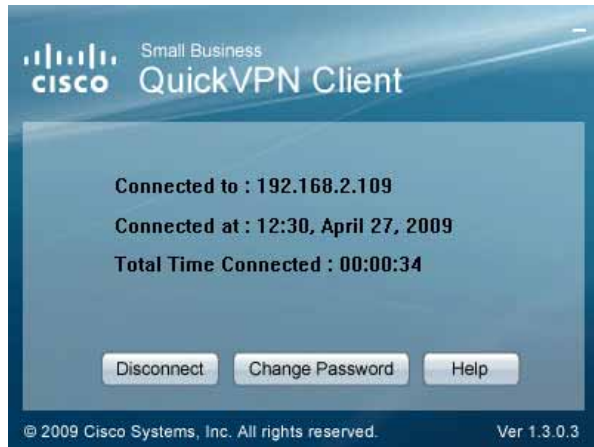 Small Business
CISCO QuickVPN Client
Connected to : 192.168.2.109
Connected at : 12:30, April 27, 2009
Total Time Connected : 00:00:34
Disconnect Change Password Help
© 2009 Cisco Systems, Inc. All rights reserved. Ver 1.3.0.3